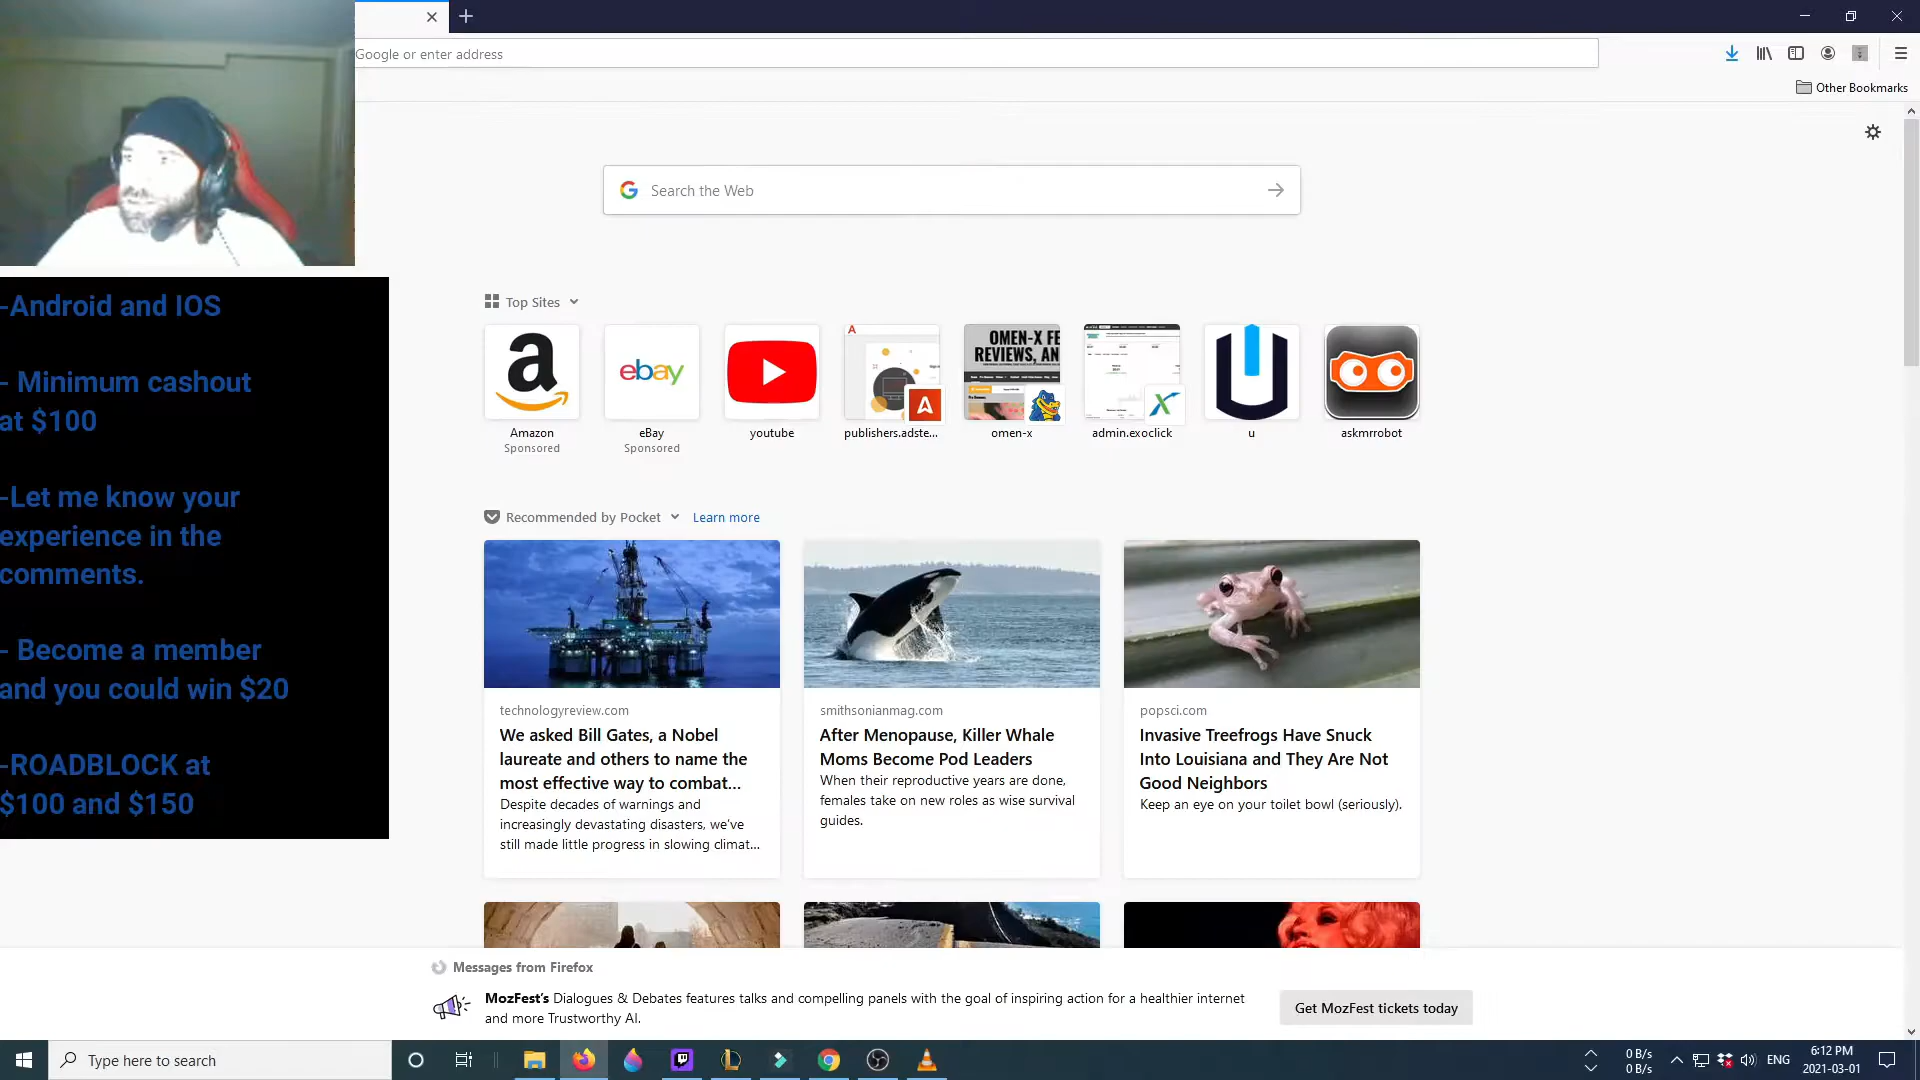 Google or enter address
Other Bookmarks
Search the Web
-Android and IOS
- Minimum cashout
at $100
-Let me know your
experience in the
comments.
- Become a member
and you could win $20
-ROADBLOCK at
$100 and $150
Top Sites
a
ebay
A
A
OMEN-X FE
REVIEWS, AN
Amazon
Sponsored
eBay
Sponsored
youtube
publishers.adste...
omen-x
admin.exoclick
u
askmrrobot
Recommended by Pocket
Learn more
technologyreview.com
We asked Bill Gates, a Nobel
laureate and others to name the
most effective way to combat...
Despite decades of warnings and
increasingly devastating disasters, we've
still made little progress in slowing climat...
smithsonianmag.com
After Menopause, Killer Whale
Moms Become Pod Leaders
When their reproductive years are done,
females take on new roles as wise survival
guides.
popsci.com
Invasive Treefrogs Have Snuck
Into Louisiana and They Are Not
Good Neighbors
Keep an eye on your toilet bowl (seriously).
Messages from Firefox
MozFest's Dialogues & Debates features talks and compelling panels with the goal of inspiring action for a healthier internet
and more Trustworthy AI.
Get MozFest tickets today
Type here to search
0 B/s
0 B/s
ENG
6:12 PM
2021-03-01